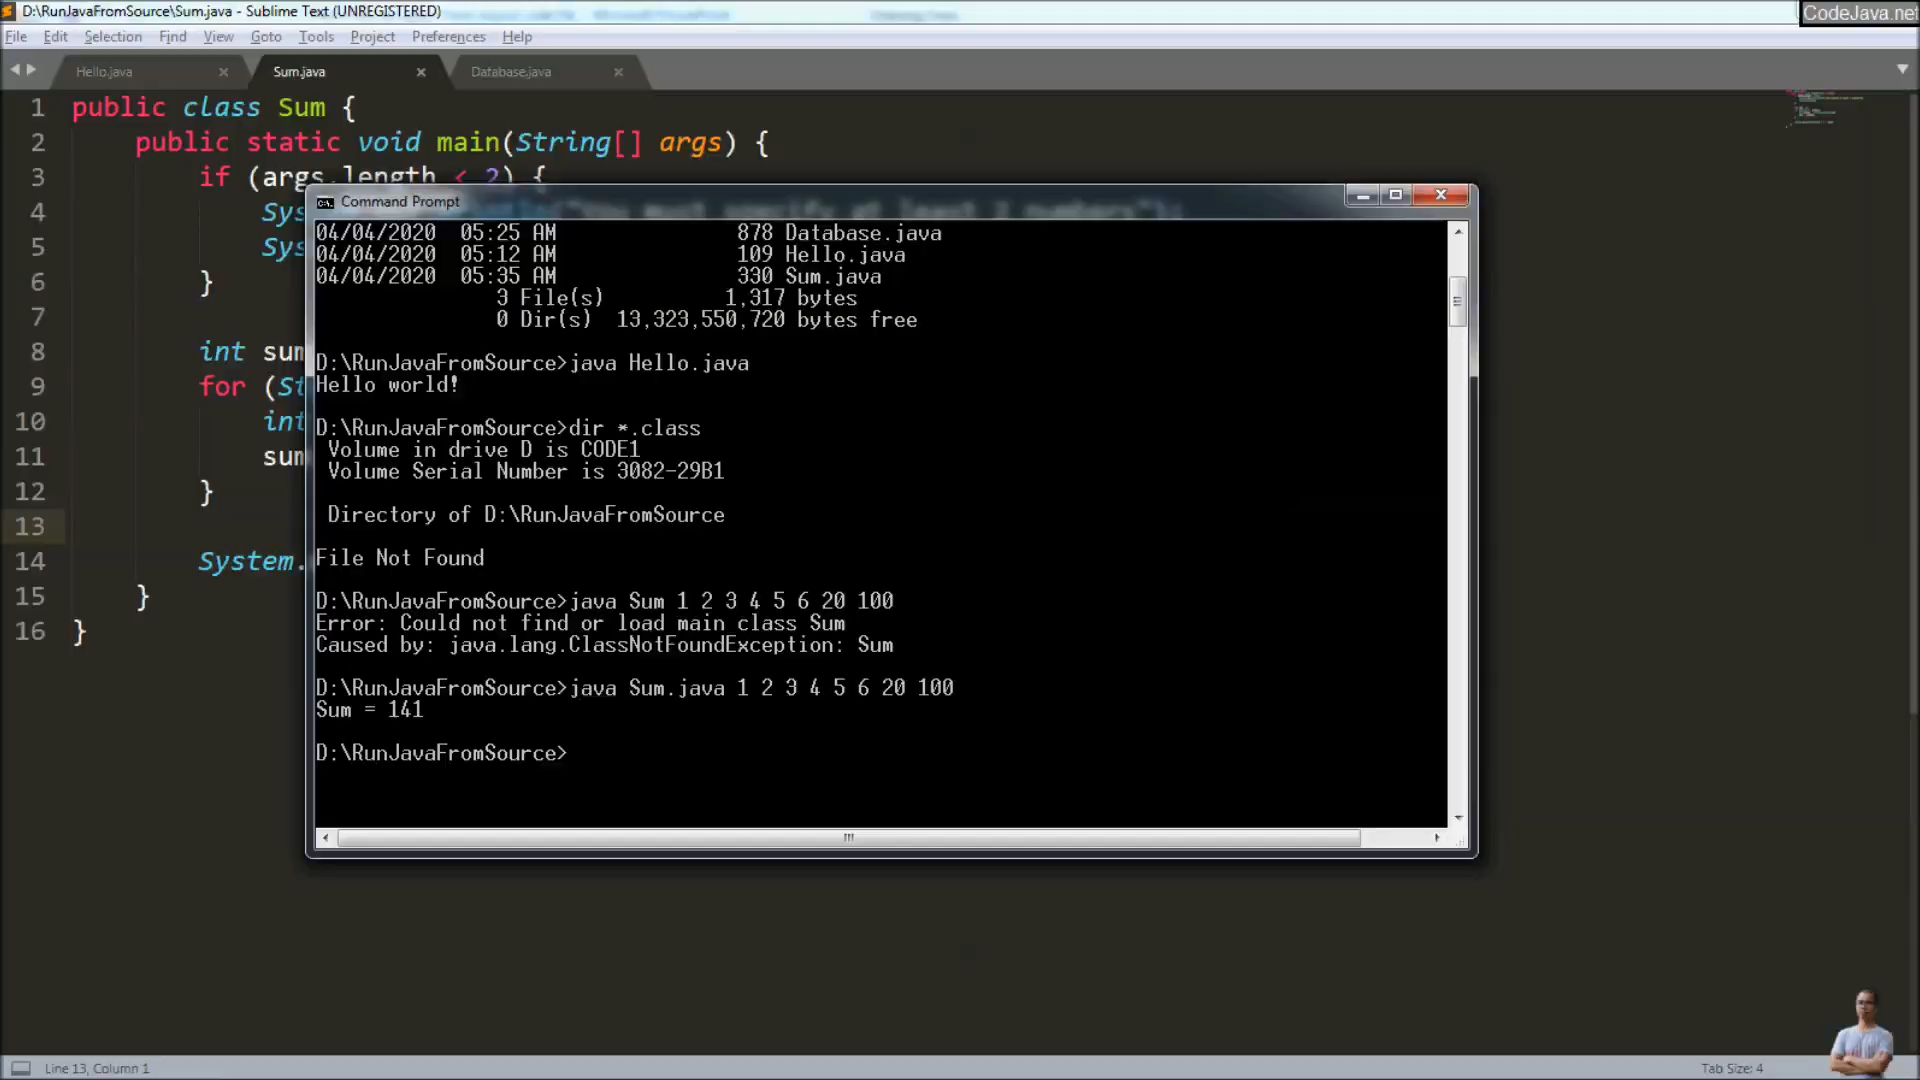 D:\RunJavaFromSource\Sum.java - Sublime Text (UNREGISTERED)
CodeJava.net
File Edit Selection Find View Goto Tools Project Preferences Help
Hello.java Sum.java Database.java
1 public class Sum {
2 public static void main(String[] args) {
3 if (args.length < 2) {
4 Sys
5 Sys
6 }
7
8 int sum
9 for (St
10 int
11 sum
12 }
13
14 System.
15 }
16 }
Command Prompt
04/04/2020 05:25 AM 878 Database.java
04/04/2020 05:12 AM 109 Hello.java
04/04/2020 05:35 AM 330 Sum.java
3 File(s) 1,317 bytes
0 Dir(s) 13,323,550,720 bytes free
D:\RunJavaFromSource>java Hello.java
Hello world!
D:\RunJavaFromSource>dir *.class
Volume in drive D is CODE1
Volume Serial Number is 3082-29B1
Directory of D:\RunJavaFromSource
File Not Found
D:\RunJavaFromSource>java Sum 1 2 3 4 5 6 20 100
Error: Could not find or load main class Sum
Caused by: java.lang.ClassNotFoundException: Sum
D:\RunJavaFromSource>java Sum.java 1 2 3 4 5 6 20 100
Sum = 141
D:\RunJavaFromSource>
Line 13, Column 1
Tab Size: 4